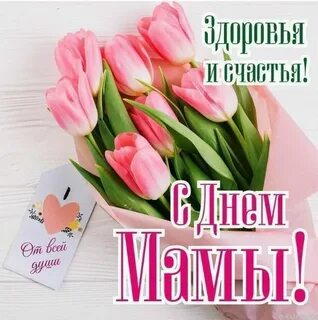 Здоровья
и счастья!
От всей
души
С Днем
Мамы!